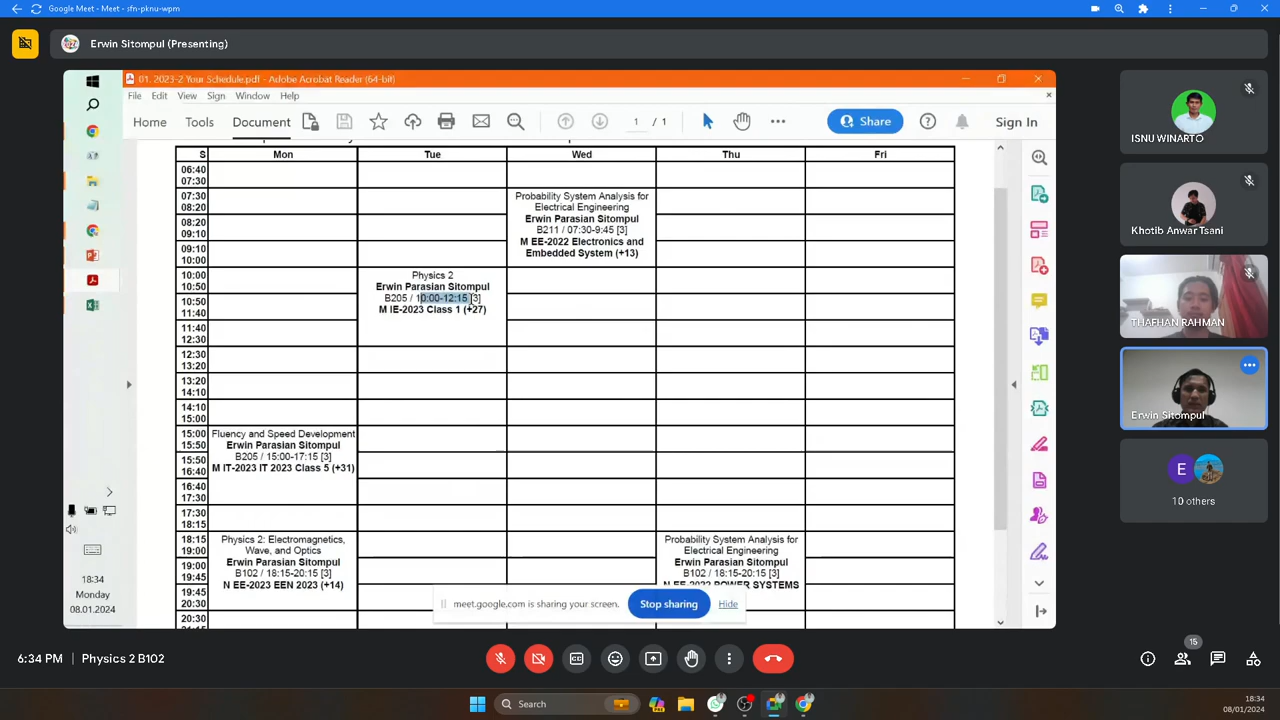 Google Meet - Meet - sfn-pknu-wpm
Erwin Sitompul (Presenting)
01. 2023-2 Your Schedule.pdf - Adobe Acrobat Reader (64-bit)
File Edit View Sign Window Help
Home Tools Document 1 / 1 Share Sign In
S Mon Tue Wed Thu Fri
06:40
07:30
07:30
08:20
08:20
09:10
09:10
10:00
10:00
10:50
10:50
11:40
11:40
12:30
12:30
13:20
13:20
14:10
14:10
15:00
15:00
15:50
15:50
16:40
16:40
17:30
17:30
18:15
18:15
19:00
19:00
19:45
19:45
20:30
20:30
Probability System Analysis for
Electrical Engineering
Erwin Parasian Sitompul
B211 / 07:30-9:45 [3]
M EE-2022 Electronics and
Embedded System (+13)
Physics 2
Erwin Parasian Sitompul
B205 / 10:00-12:15 [3]
M IE-2023 Class 1 (+27)
Fluency and Speed Development
Erwin Parasian Sitompul
B205 / 15:00-17:15 [3]
M IT-2023 IT 2023 Class 5 (+31)
Physics 2: Electromagnetics,
Wave, and Optics
Erwin Parasian Sitompul
B102 / 18:15-20:15 [3]
N EE-2023 EEN 2023 (+14)
Probability System Analysis for
Electrical Engineering
Erwin Parasian Sitompul
B102 / 18:15-20:15 [3]
N EE-2022 POWER SYSTEMS
meet.google.com is sharing your screen. Stop sharing Hide
18:34
Monday
08.01.2024
ISNU WINARTO
Khotib Anwar Tsani
THAFHAN RAHMAN
Erwin Sitompul
E
10 others
6:34 PM Physics 2 B102
15
Search
18:34
08/01/2024